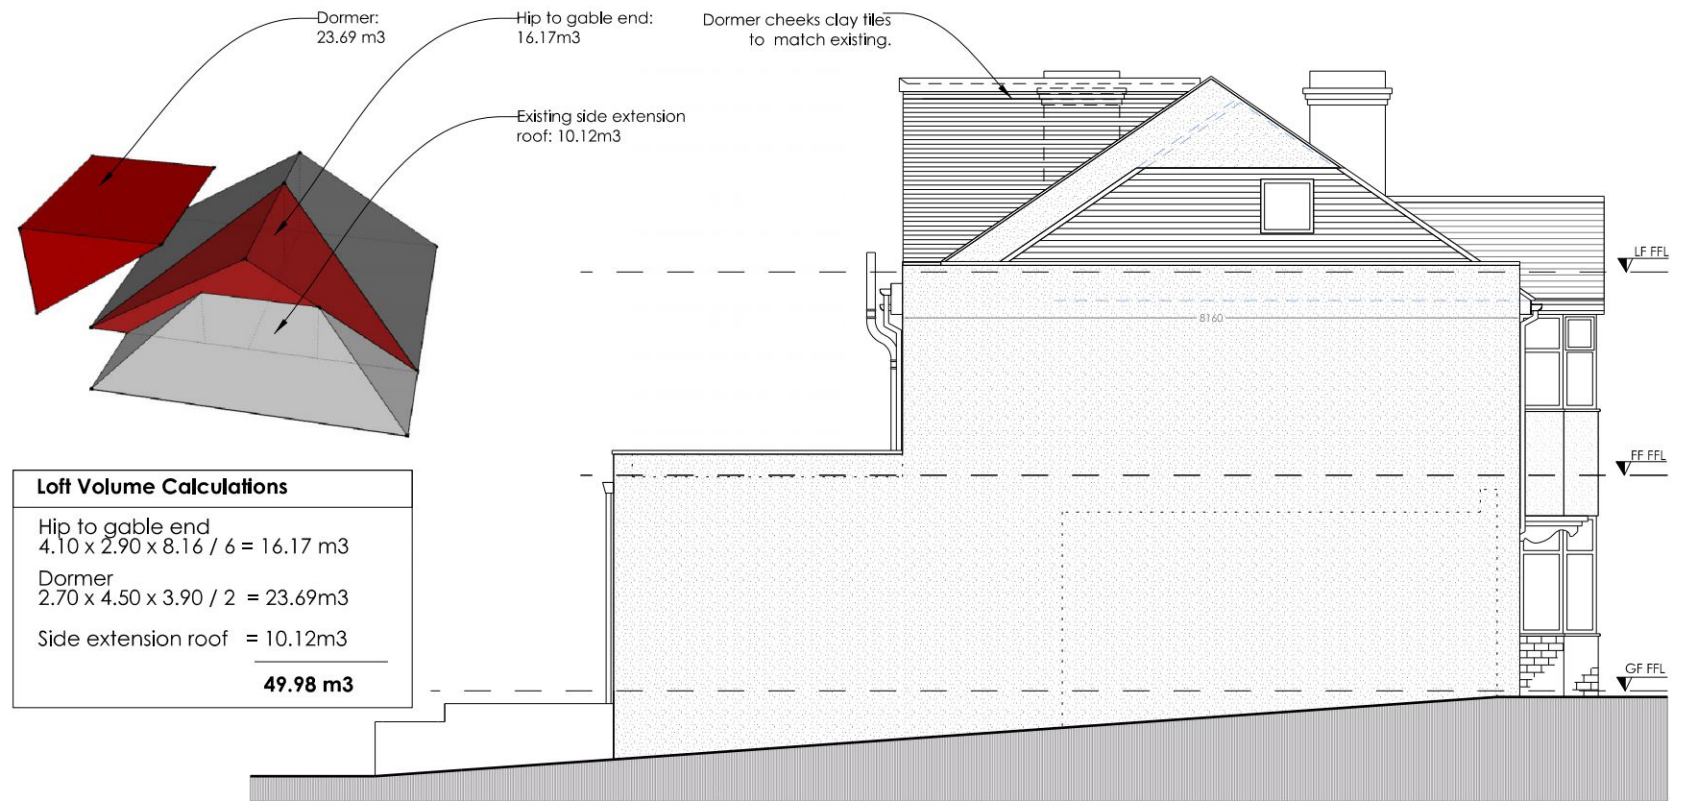 Dormer:
23.69 m3
Hip to gable end:
16.17m3
Dormer cheeks clay tiles
to match existing.
Existing side extension
roof: 10.12m3
LF FFL
8160
FF FFL
GF FFL
Loft Volume Calculations
Hip to gable end
4.10 x 2.90 x 8.16 / 6 = 16.17 m3
Dormer
2.70 x 4.50 x 3.90 / 2 = 23.69m3
Side extension roof = 10.12m3
49.98 m3